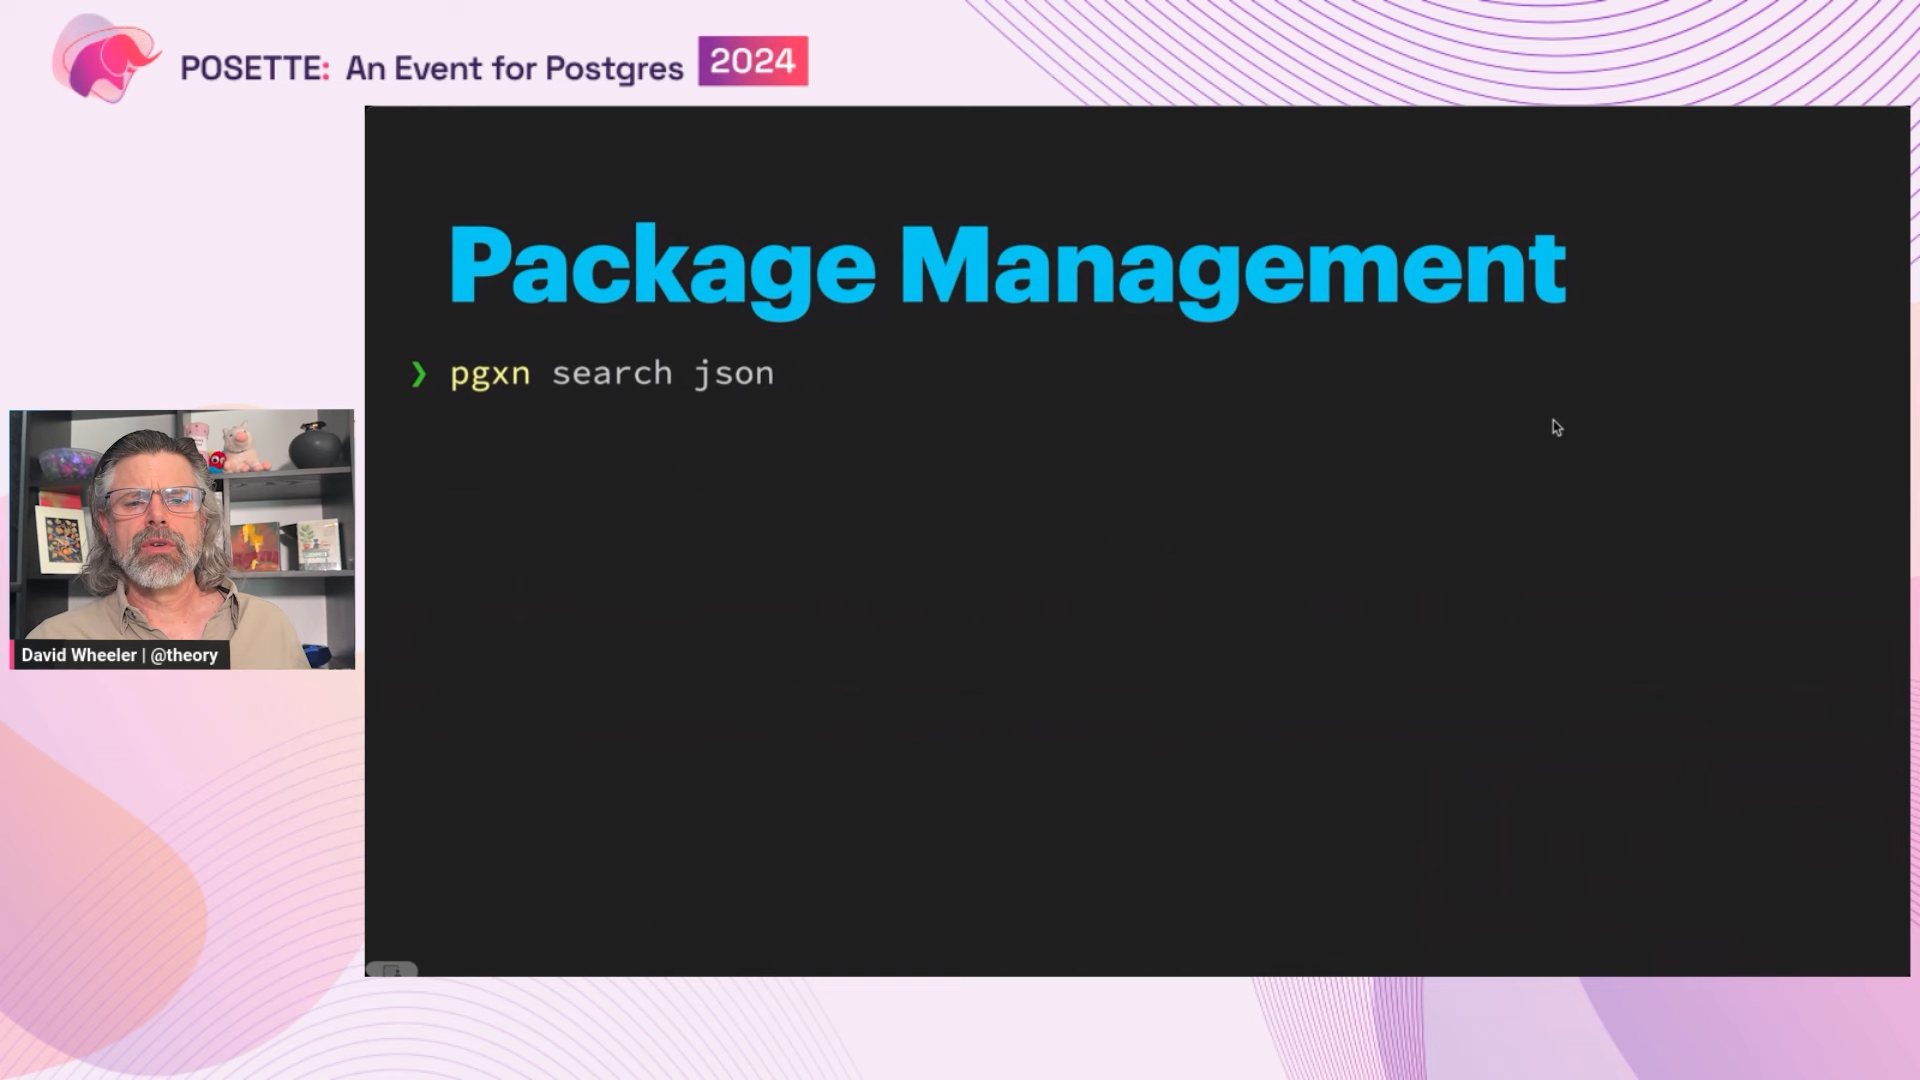 POSETTE: An Event for Postgres 2024
Package Management
❯ pgxn search json
David Wheeler | @theory